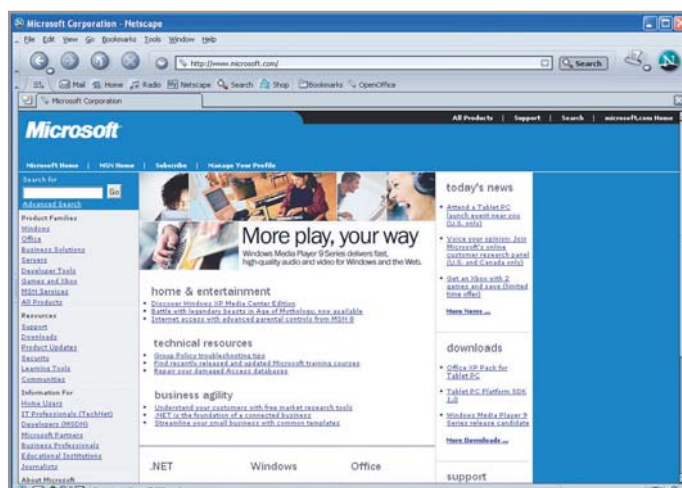 Microsoft Corporation - Netscape
File Edit View Go Bookmarks Tools Window Help
http://www.microsoft.com/
Search
Mail Home Radio Netscape Search Shop Bookmarks OpenOffice
Microsoft Corporation
All Products | Support | Search | microsoft.com Home
Microsoft
Microsoft Home | MSN Home | Subscribe | Manage Your Profile
Search for
Go
Advanced Search
Product Families
Windows
Office
Business Solutions
Servers
Developer Tools
Games and Xbox
MSN Services
All Products
Resources
Support
Downloads
Product Updates
Security
Learning Tools
Communities
Information For
Home Users
IT Professionals (TechNet)
Developers (MSDN)
Microsoft Partners
Business Professionals
Educational Institutions
Journalists
About Microsoft
More play, your way
Windows Media Player 9 Series delivers fast,
high-quality audio and video for Windows and the Web.
home & entertainment
Discover Windows XP Media Center Edition
Battle with legendary beasts in Age of Mythology, now available
Internet access with advanced parental controls from MSN 8
technical resources
Group Policy troubleshooting tips
Find recently released and updated Microsoft training courses
Repair your damaged Access databases
business agility
Understand your customers with free market research tools
.NET is the foundation of a connected business
Streamline your small business with common templates
.NET Windows Office
today's news
Attend a Tablet PC
launch event near you
(U.S. only)
Voice your opinion: Join
Microsoft's online
customer research panel
(U.S. and Canada only)
Get an Xbox with 2
games and save (limited
time offer)
More News ...
downloads
Office XP Pack for
Tablet PC
Tablet PC Platform SDK
1.0
Windows Media Player 9
Series release candidate
More Downloads ...
support